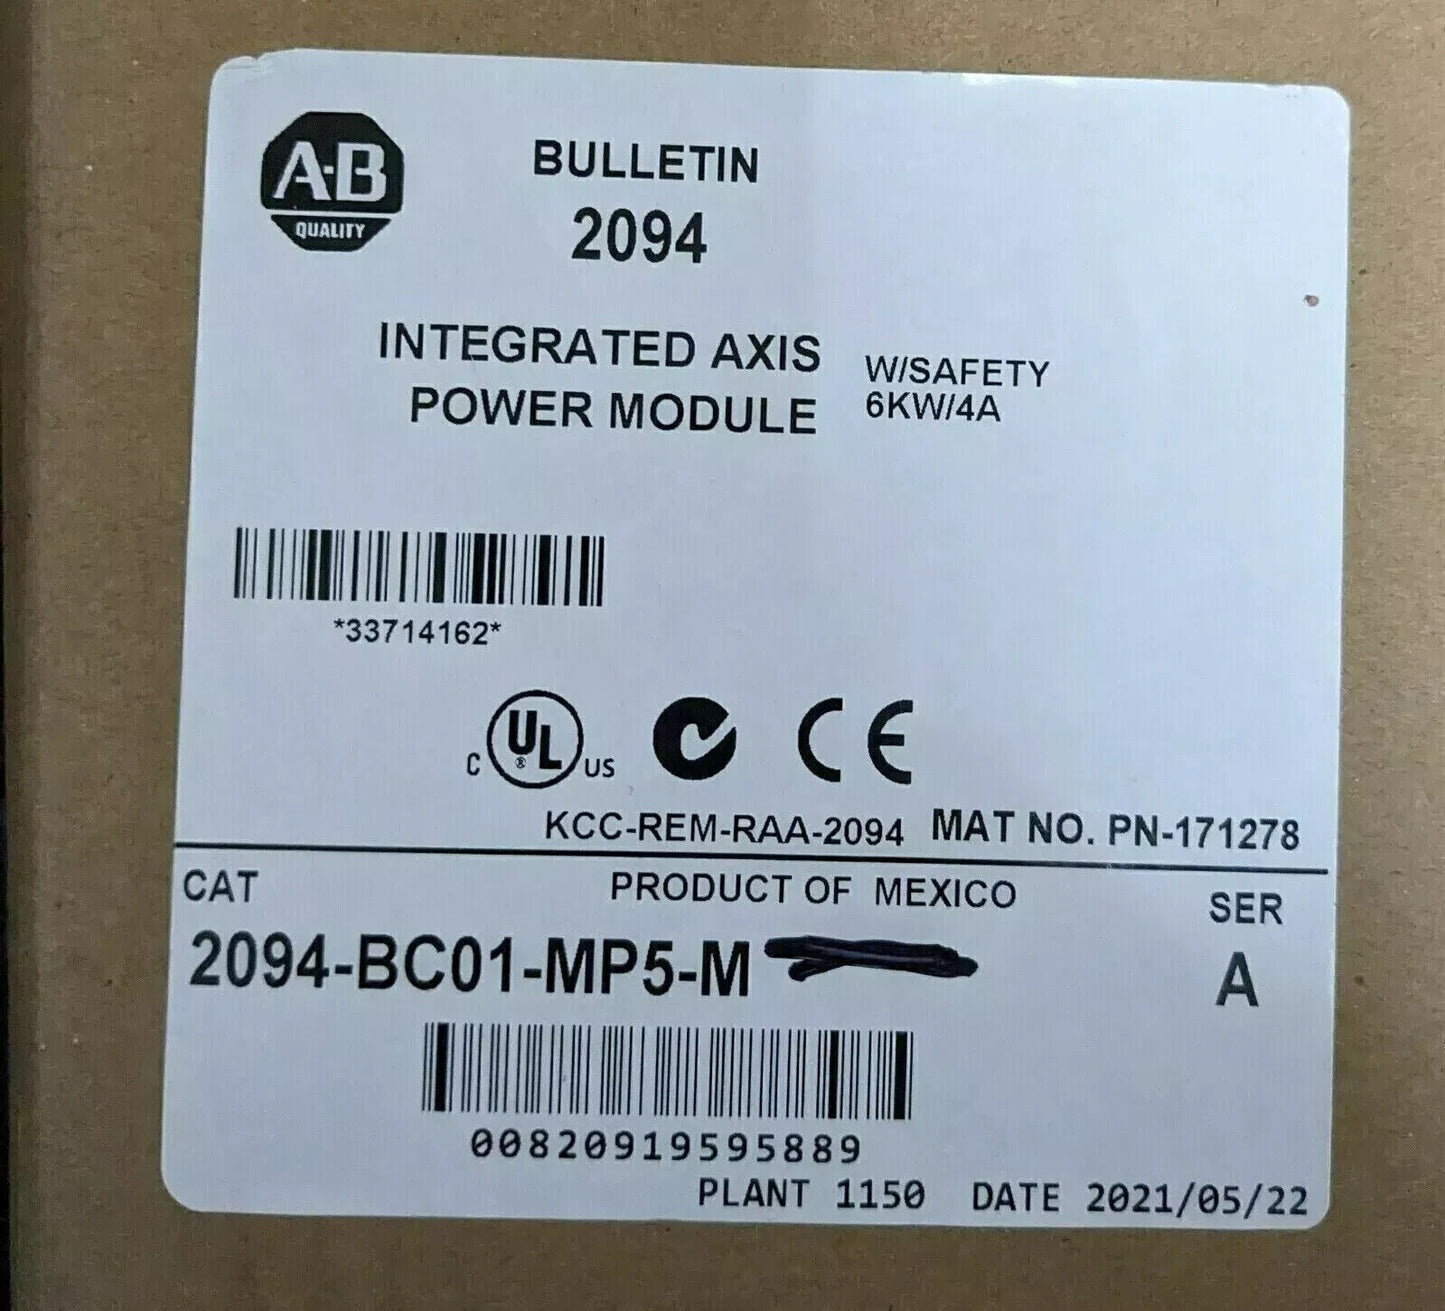 A-B
QUALITY
BULLETIN
2094
INTEGRATED AXIS
POWER MODULE
W/SAFETY
6KW/4A
*33714162*
C UL ® US CE
KCC-REM-RAA-2094 MAT NO. PN-171278
CAT PRODUCT OF MEXICO SER
2094-BC01-MP5-M A
00820919595889
PLANT 1150 DATE 2021/05/22